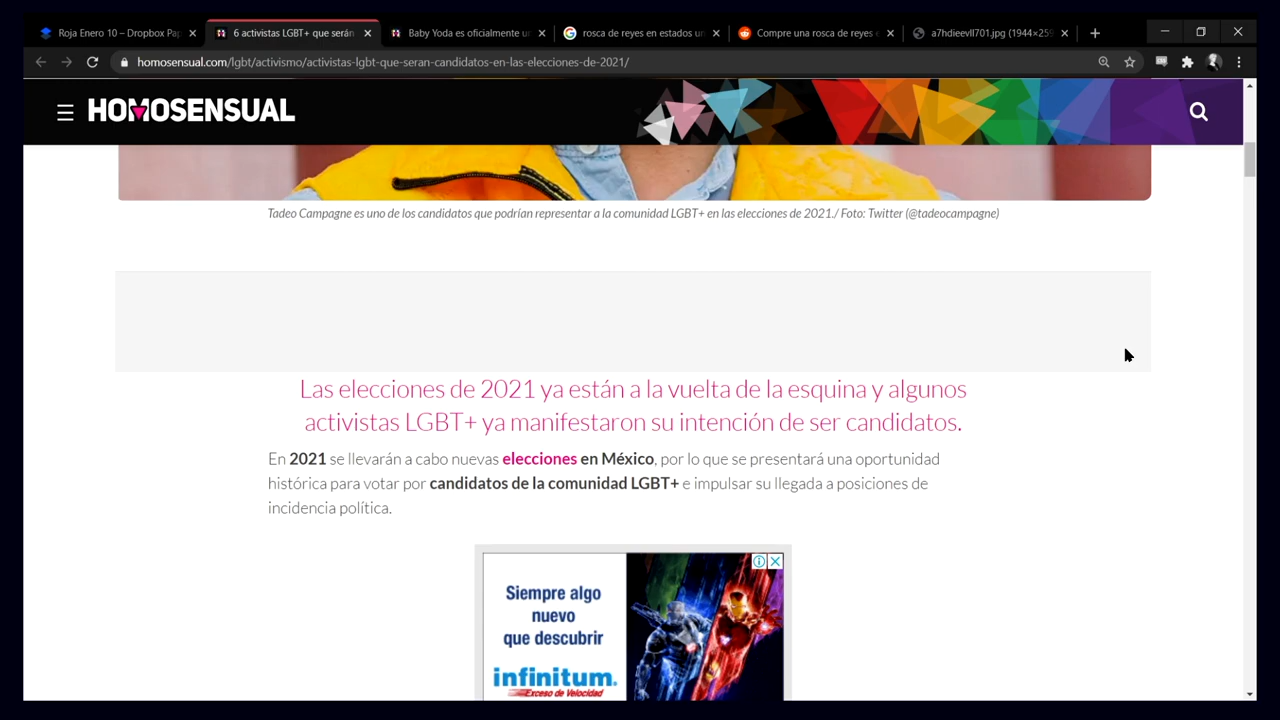 Roja Enero 10 – Dropbox Pap
6 activistas LGBT+ que serán
Baby Yoda es oficialmente un
rosca de reyes en estados un
Compre una rosca de reyes e
a7hdieevll701.jpg (1944×259
homosensual.com/lgbt/activismo/activistas-lgbt-que-seran-candidatos-en-las-elecciones-de-2021/
HOMOSENSUAL
Tadeo Campagne es uno de los candidatos que podrían representar a la comunidad LGBT+ en las elecciones de 2021./ Foto: Twitter (@tadeocampagne)
Las elecciones de 2021 ya están a la vuelta de la esquina y algunos
activistas LGBT+ ya manifestaron su intención de ser candidatos.
En 2021 se llevarán a cabo nuevas elecciones en México, por lo que se presentará una oportunidad
histórica para votar por candidatos de la comunidad LGBT+ e impulsar su llegada a posiciones de
incidencia política.
Siempre algo
nuevo
que descubrir
infinitum.
Exceso de Velocidad